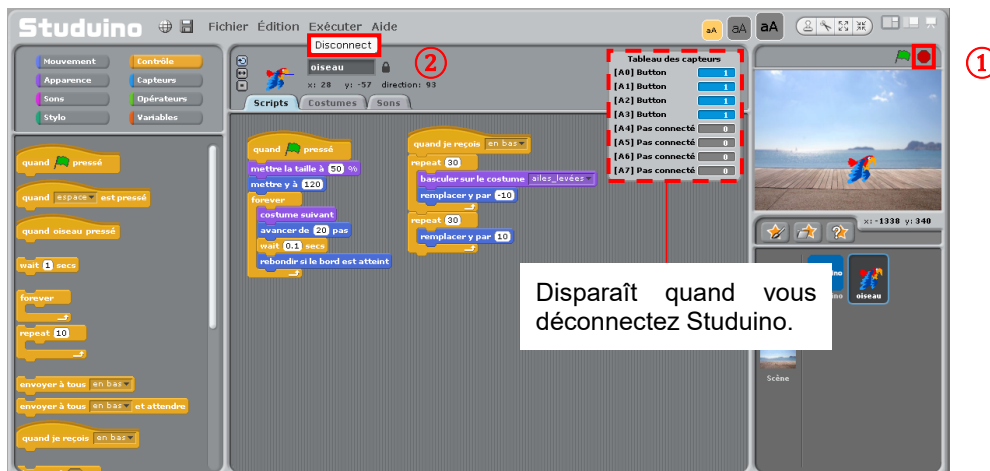 Studuino
Fichier Édition Exécuter Aide
Disconnect
aA aA aA
①
②
Mouvement Contrôle
Apparence Capteurs
Sons Opérateurs
Stylo Variables
oiseau
x: 28 y: -57 direction: 93
Scripts Costumes Sons
Tableau des capteurs
[A0] Button 1
[A1] Button 1
[A2] Button 1
[A3] Button 1
[A4] Pas connecté 0
[A5] Pas connecté 0
[A6] Pas connecté 0
[A7] Pas connecté 0
quand pressé
quand espace est pressé
quand oiseau pressé
wait 1 secs
forever
repeat 10
envoyer à tous en bas
envoyer à tous en bas et attendre
quand je reçois en bas
quand pressé
mettre la taille à 50 %
mettre y à 120
forever
costume suivant
avancer de 20 pas
wait 0.1 secs
rebondir si le bord est atteint
quand je reçois en bas
repeat 30
basculer sur le costume ailes_levées
remplacer y par -10
repeat 30
remplacer y par 10
Disparaît quand vous
déconnectez Studuino.
x: -1338 y: 340
oiseau
Scène